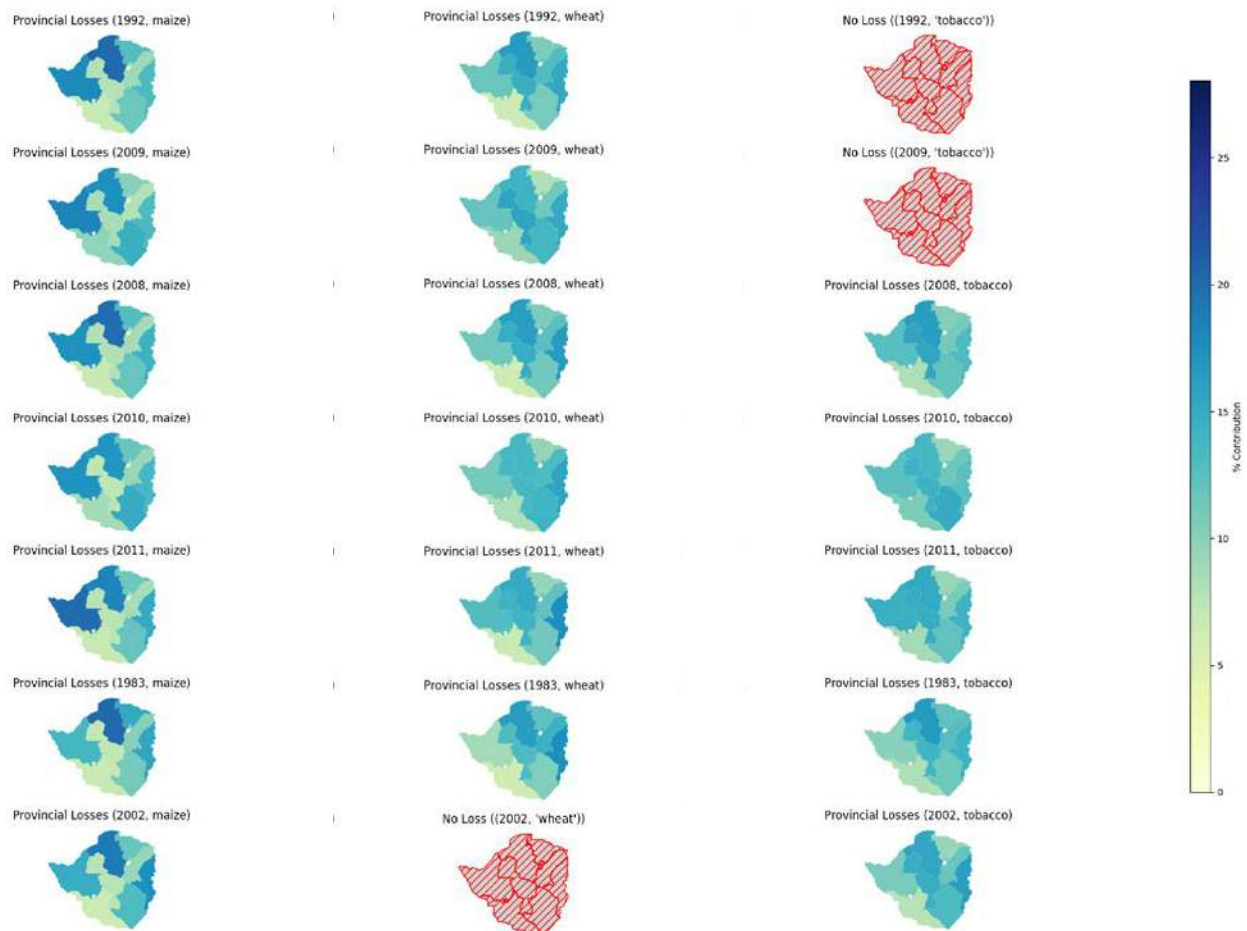 Provincial Losses (1992, maize)
Provincial Losses (1992, wheat)
No Loss ((1992, 'tobacco'))
Provincial Losses (2009, maize)
Provincial Losses (2009, wheat)
No Loss ((2009, 'tobacco'))
Provincial Losses (2008, maize)
Provincial Losses (2008, wheat)
Provincial Losses (2008, tobacco)
Provincial Losses (2010, maize)
Provincial Losses (2010, wheat)
Provincial Losses (2010, tobacco)
Provincial Losses (2011, maize)
Provincial Losses (2011, wheat)
Provincial Losses (2011, tobacco)
Provincial Losses (1983, maize)
Provincial Losses (1983, wheat)
Provincial Losses (1983, tobacco)
Provincial Losses (2002, maize)
No Loss ((2002, 'wheat'))
Provincial Losses (2002, tobacco)
25
20
15
10
5
0
% Contribution